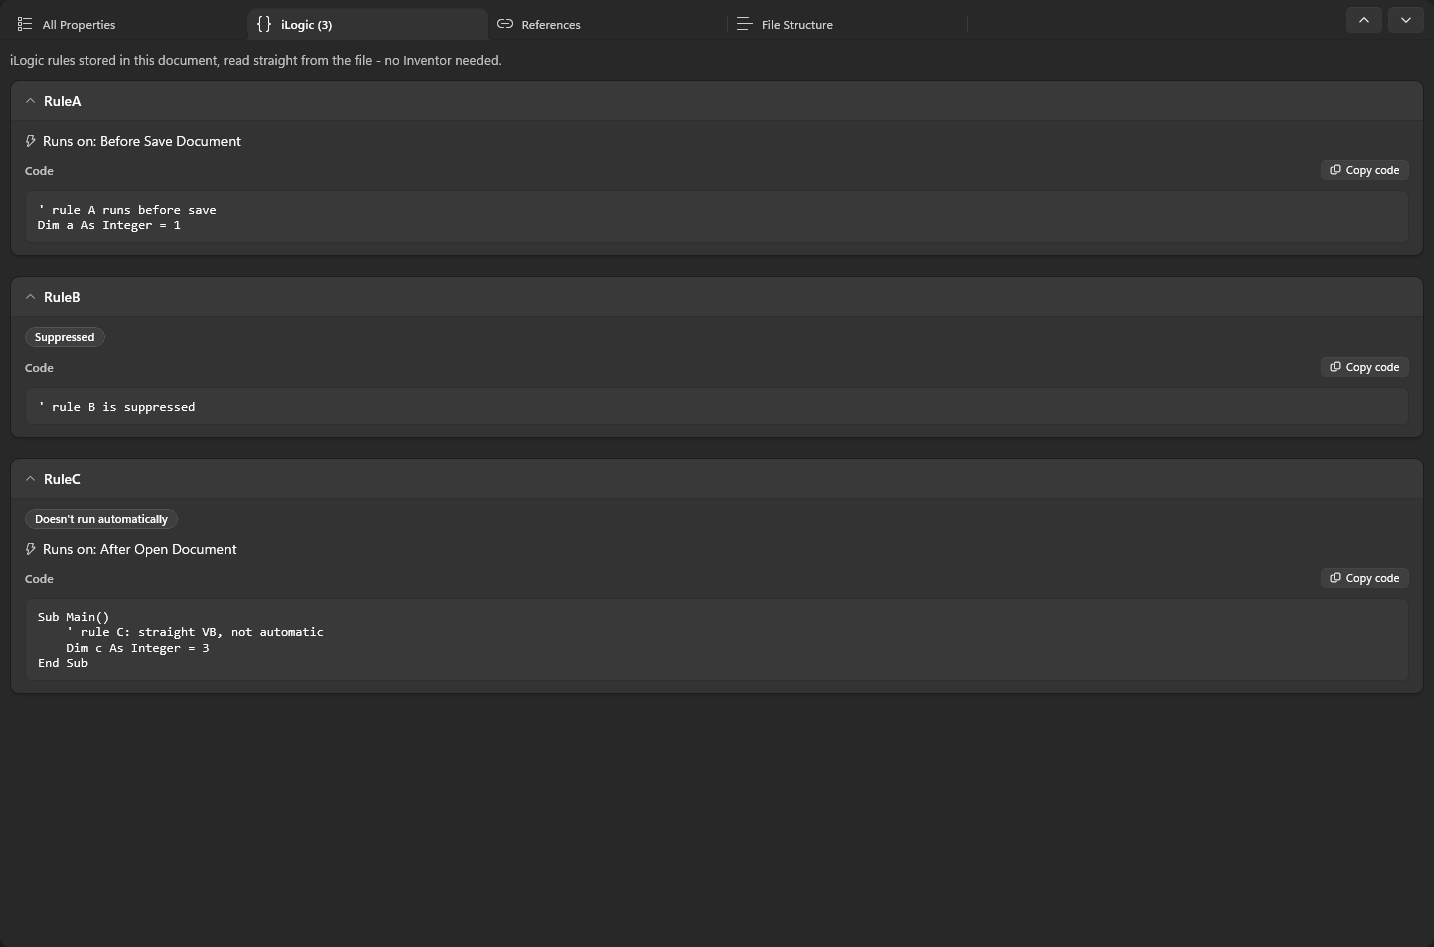 All Properties
iLogic (3)
References
File Structure
iLogic rules stored in this document, read straight from the file - no Inventor needed.
RuleA
Runs on: Before Save Document
Code
Copy code
' rule A runs before save
Dim a As Integer = 1
RuleB
Suppressed
Code
Copy code
' rule B is suppressed
RuleC
Doesn't run automatically
Runs on: After Open Document
Code
Copy code
Sub Main()
    ' rule C: straight VB, not automatic
    Dim c As Integer = 3
End Sub